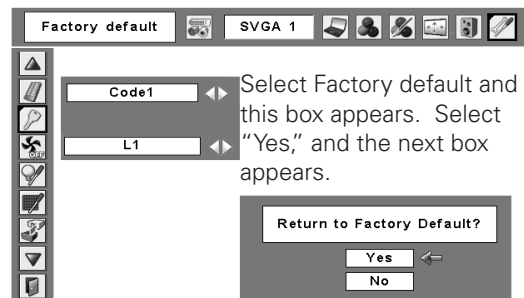 Factory default
SVGA 1
Code1
L1
OFF
Select Factory default and
this box appears.  Select
“Yes,” and the next box
appears.
Return to Factory Default?
Yes
No